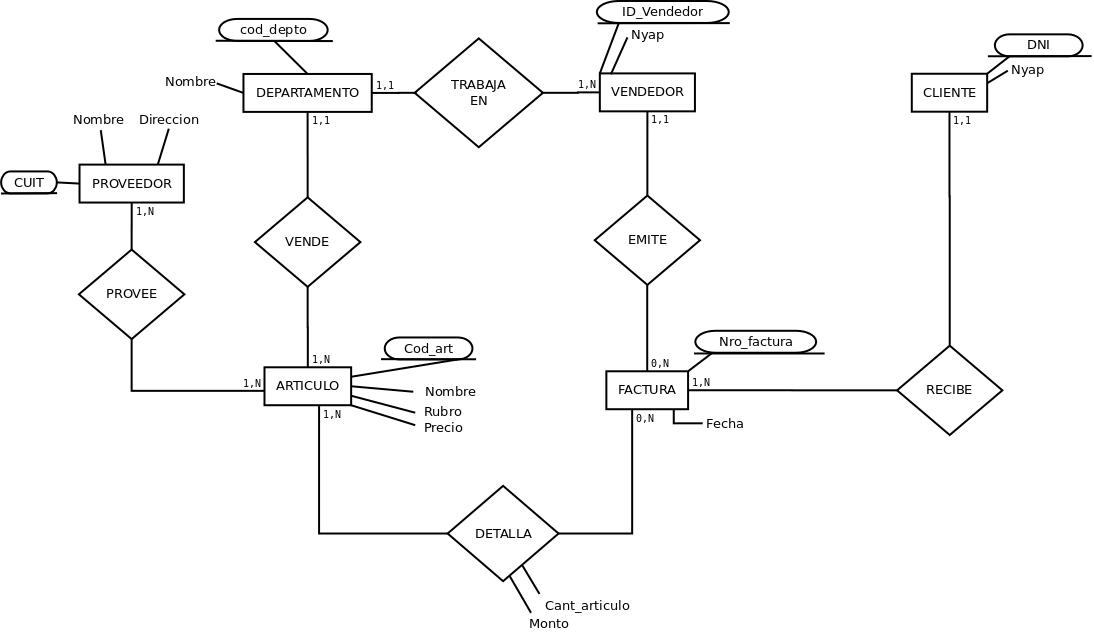 ID_Vendedor
cod_depto
Nyap
DNI
Nyap
Nombre
DEPARTAMENTO
1,1
TRABAJA
EN
1,N
VENDEDOR
CLIENTE
1,1
1,1
1,1
Nombre
Direccion
CUIT
PROVEEDOR
1,N
VENDE
EMITE
PROVEE
Nro_factura
Cod_art
1,N
0,N
1,N
ARTICULO
Nombre
FACTURA
1,N
RECIBE
Rubro
1,N
0,N
Precio
Fecha
DETALLA
Cant_articulo
Monto